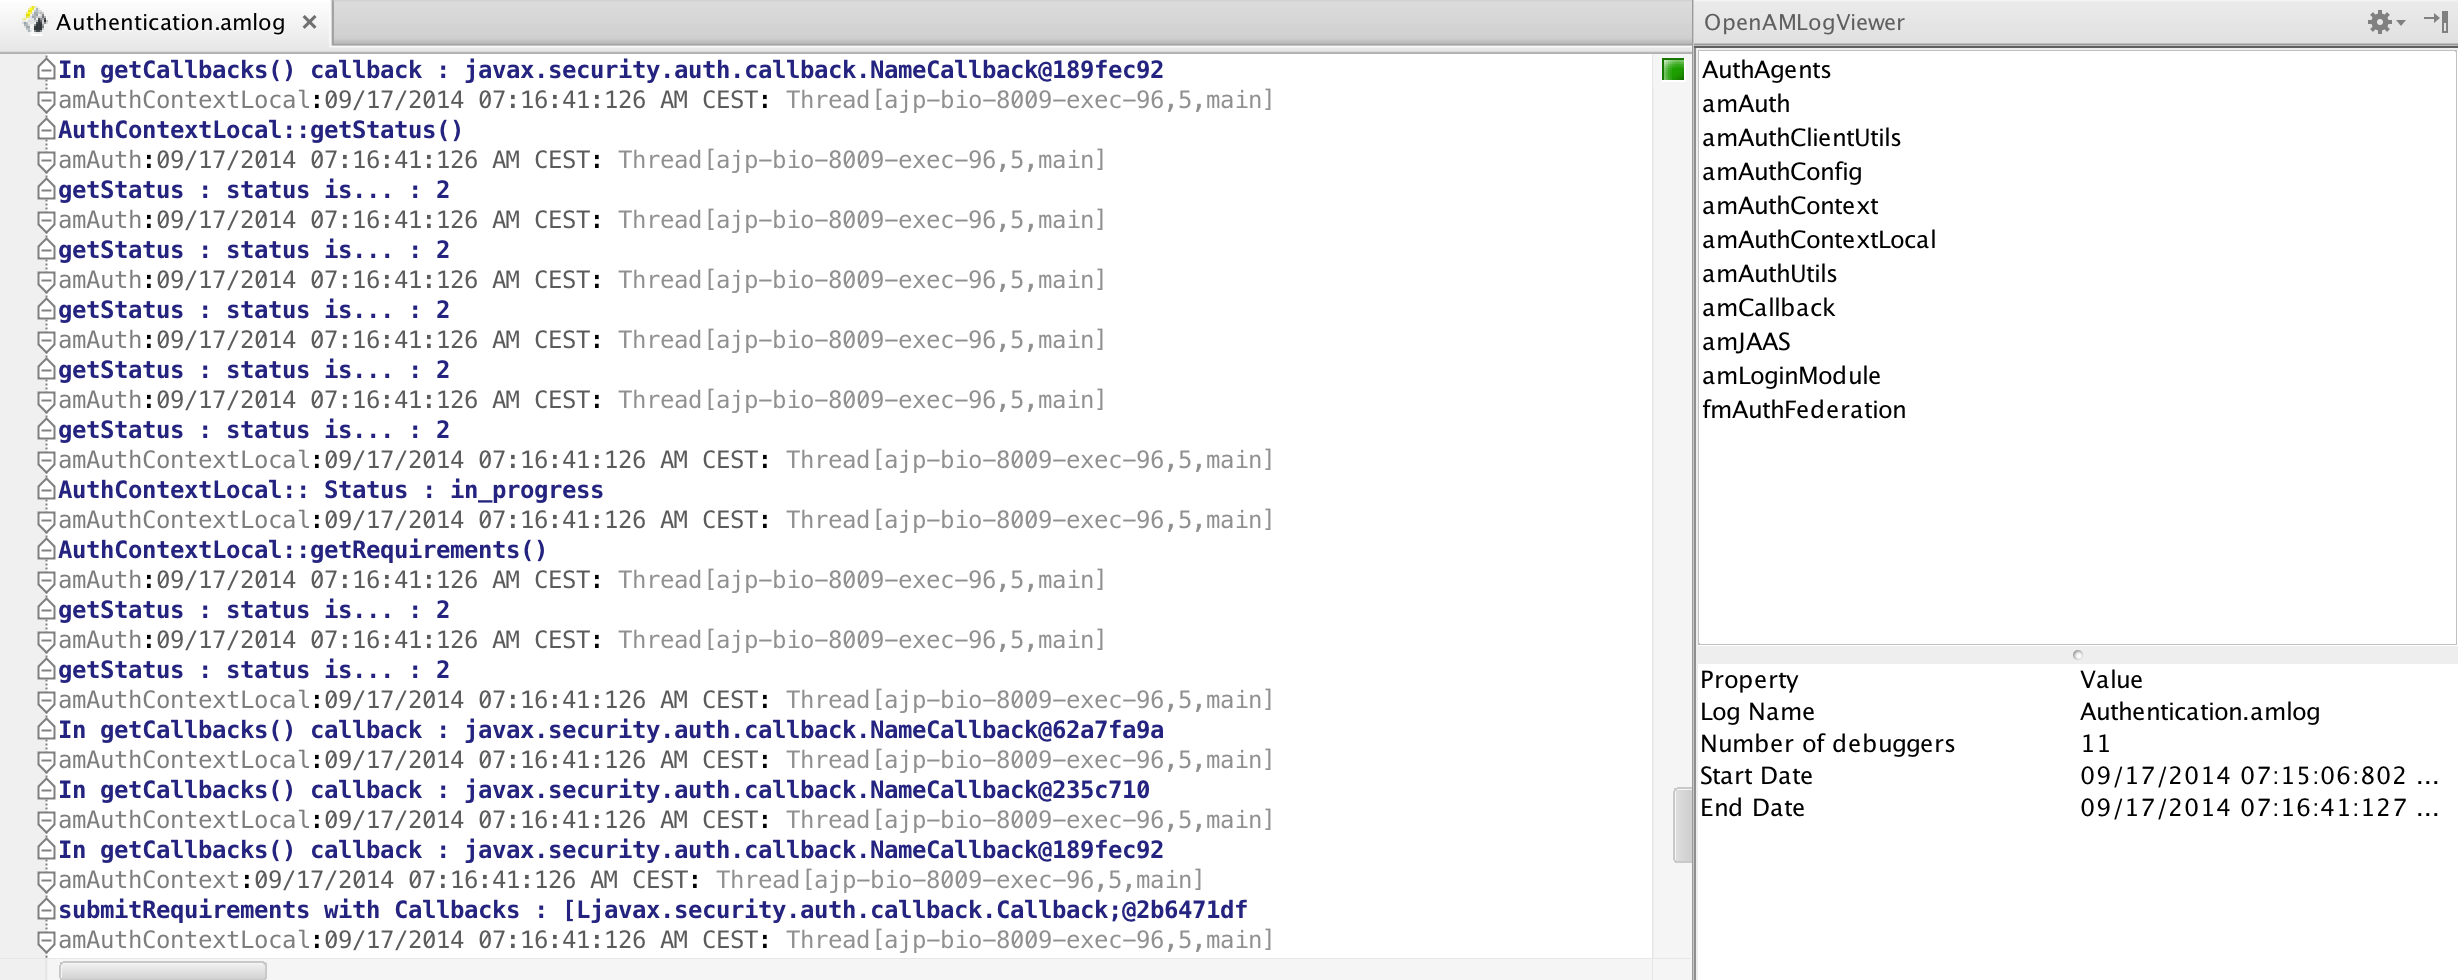 Authentication.amlog
In getCallbacks() callback : javax.security.auth.callback.NameCallback@189fec92
amAuthContextLocal:09/17/2014 07:16:41:126 AM CEST: Thread[ajp-bio-8009-exec-96,5,main]
AuthContextLocal::getStatus()
amAuth:09/17/2014 07:16:41:126 AM CEST: Thread[ajp-bio-8009-exec-96,5,main]
getStatus : status is... : 2
amAuth:09/17/2014 07:16:41:126 AM CEST: Thread[ajp-bio-8009-exec-96,5,main]
getStatus : status is... : 2
amAuth:09/17/2014 07:16:41:126 AM CEST: Thread[ajp-bio-8009-exec-96,5,main]
getStatus : status is... : 2
amAuth:09/17/2014 07:16:41:126 AM CEST: Thread[ajp-bio-8009-exec-96,5,main]
getStatus : status is... : 2
amAuth:09/17/2014 07:16:41:126 AM CEST: Thread[ajp-bio-8009-exec-96,5,main]
getStatus : status is... : 2
amAuthContextLocal:09/17/2014 07:16:41:126 AM CEST: Thread[ajp-bio-8009-exec-96,5,main]
AuthContextLocal:: Status : in_progress
amAuthContextLocal:09/17/2014 07:16:41:126 AM CEST: Thread[ajp-bio-8009-exec-96,5,main]
AuthContextLocal::getRequirements()
amAuth:09/17/2014 07:16:41:126 AM CEST: Thread[ajp-bio-8009-exec-96,5,main]
getStatus : status is... : 2
amAuth:09/17/2014 07:16:41:126 AM CEST: Thread[ajp-bio-8009-exec-96,5,main]
getStatus : status is... : 2
amAuthContextLocal:09/17/2014 07:16:41:126 AM CEST: Thread[ajp-bio-8009-exec-96,5,main]
In getCallbacks() callback : javax.security.auth.callback.NameCallback@62a7fa9a
amAuthContextLocal:09/17/2014 07:16:41:126 AM CEST: Thread[ajp-bio-8009-exec-96,5,main]
In getCallbacks() callback : javax.security.auth.callback.NameCallback@235c710
amAuthContextLocal:09/17/2014 07:16:41:126 AM CEST: Thread[ajp-bio-8009-exec-96,5,main]
In getCallbacks() callback : javax.security.auth.callback.NameCallback@189fec92
amAuthContext:09/17/2014 07:16:41:126 AM CEST: Thread[ajp-bio-8009-exec-96,5,main]
submitRequirements with Callbacks : [Ljavax.security.auth.callback.Callback;@2b6471df
amAuthContextLocal:09/17/2014 07:16:41:126 AM CEST: Thread[ajp-bio-8009-exec-96,5,main]
OpenAMLogViewer
AuthAgents
amAuth
amAuthClientUtils
amAuthConfig
amAuthContext
amAuthContextLocal
amAuthUtils
amCallback
amJAAS
amLoginModule
fmAuthFederation
Property Value
Log Name Authentication.amlog
Number of debuggers 11
Start Date 09/17/2014 07:15:06:802 ...
End Date 09/17/2014 07:16:41:127 ...